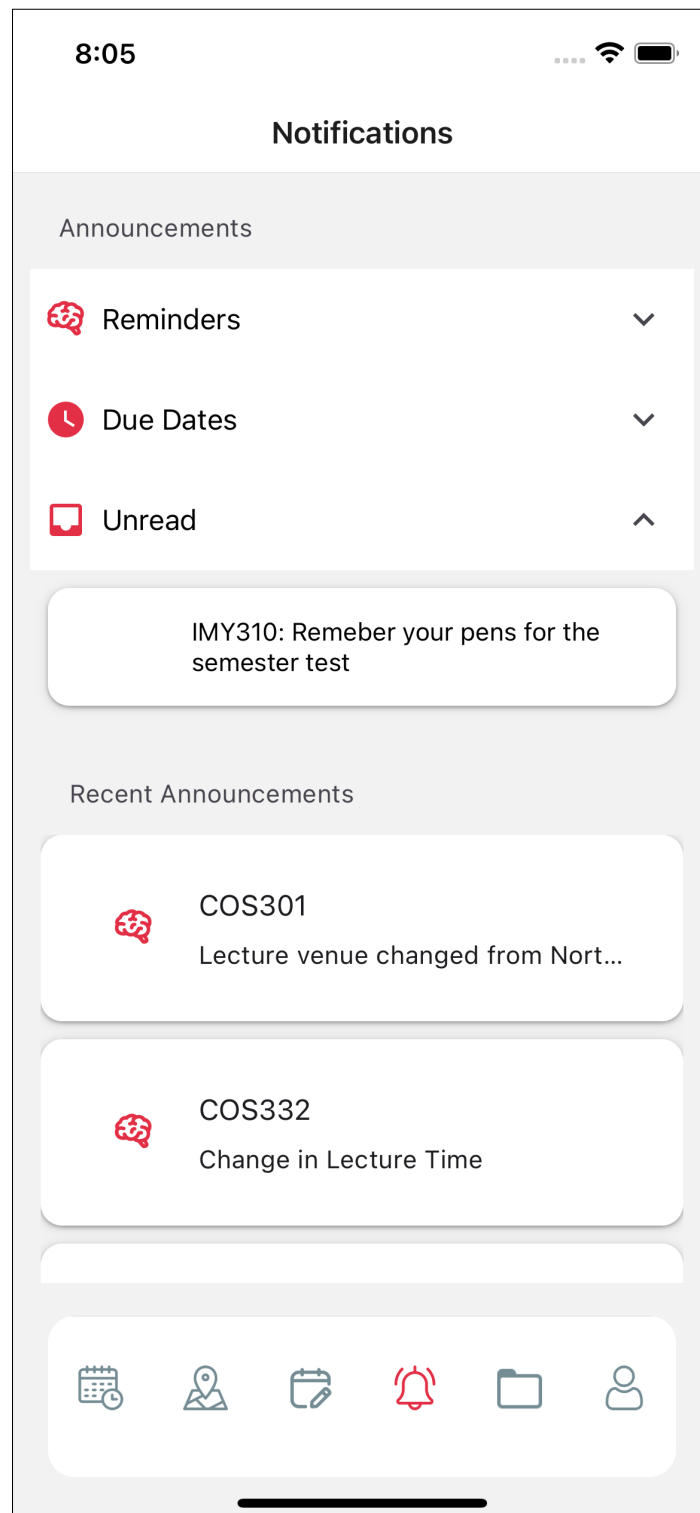 8:05
Notifications
Announcements
Reminders
Due Dates
Unread
IMY310: Remeber your pens for the
semester test
Recent Announcements
COS301
Lecture venue changed from Nort...
COS332
Change in Lecture Time